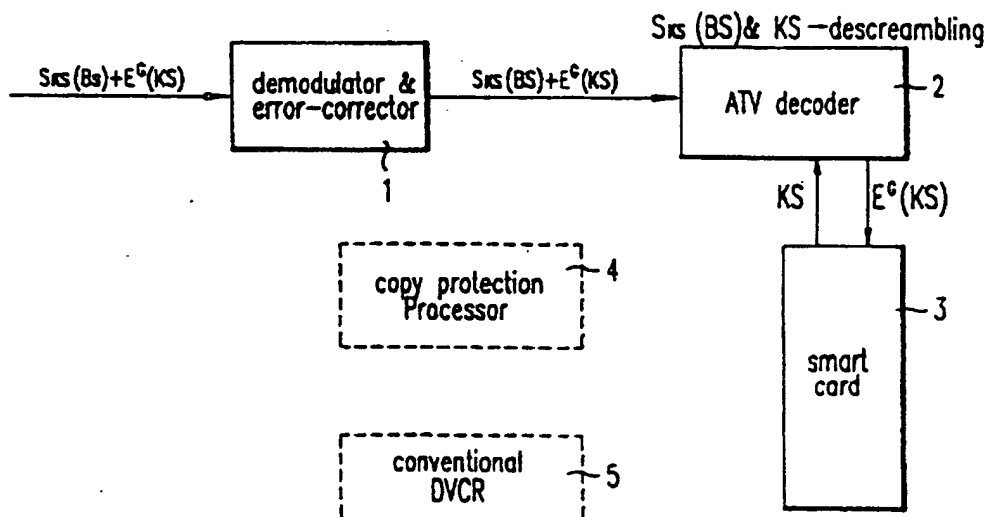 SKS(BS)& KS-descreambling
SKS(BS)+E^G(KS)
demodulator &
error-corrector
1
SKS(BS)+E^G(KS)
ATV decoder
2
KS
E^G(KS)
copy protection
Processor
4
smart
card
3
conventional
DVCR
5